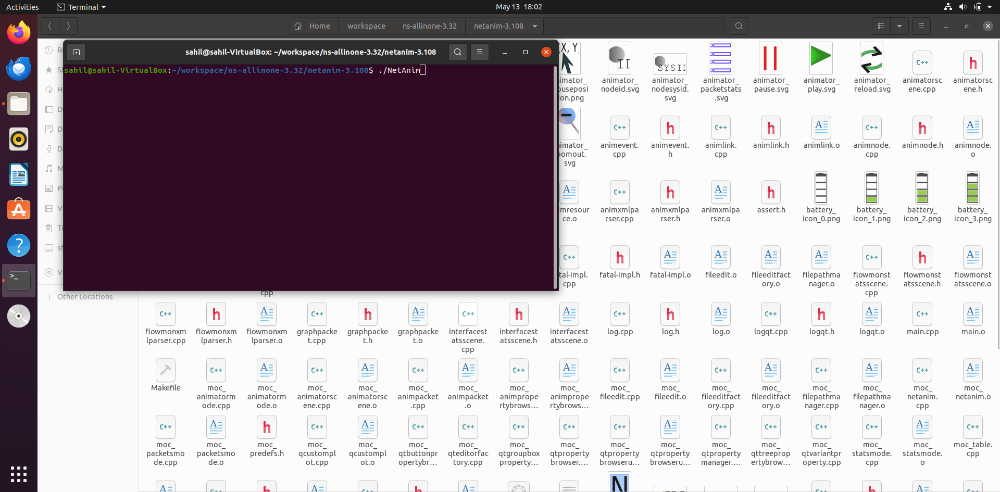 Activities
Terminal
May 13 18:02
Home
workspace
ns-allinone-3.32
netanim-3.108
sahil@sahil-VirtualBox: ~/workspace/ns-allinone-3.32/netanim-3.108
sahil@sahil-VirtualBox:~/workspace/ns-allinone-3.32/netanim-3.108$ ./NetAnim
Other Locations
(X, Y)
II
SYSII
animator_
nodeid.svg
animator_
nodesysid.
svg
animator_
packetstats
.svg
animator_
pause.svg
animator_
play.svg
animator_
reload.svg
animatorsc
ene.cpp
animatorsc
ene.h
ion.png
svg
animevent.
cpp
animevent.
h
animlink.
cpp
animlink.h
animlink.o
animnode.
cpp
animnode.h
animnode.
o
ce.o
animxmlpa
rser.cpp
animxmlpa
rser.h
animxmlpa
rser.o
assert.h
battery_
icon_0.png
battery_
icon_1.png
battery_
icon_2.png
battery_
icon_3.png
cpp
cpp
fatal-impl.h
fatal-impl.o
fileedit.o
fileeditfact
ory.o
filepathma
nager.o
flowmonst
atsscene.
cpp
flowmonst
atsscene.h
flowmonst
atsscene.o
flowmonxm
lparser.cpp
flowmonxm
lparser.h
flowmonxm
lparser.o
graphpacke
t.cpp
graphpacke
t.h
graphpacke
t.o
interfacest
atsscene.
cpp
interfacest
atsscene.h
interfacest
atsscene.o
log.cpp
log.h
log.o
logqt.cpp
logqt.h
logqt.o
main.cpp
main.o
Makefile
moc_
animatorm
ode.cpp
moc_
animatorm
ode.o
moc_
animatorsc
ene.cpp
moc_
animatorsc
ene.o
moc_
animpacket
.cpp
moc_
animpacket
.o
moc_
animprope
rtybrows…
moc_
animprope
rtybrows…
moc_
fileedit.cpp
moc_
fileedit.o
moc_
fileeditfact
ory.cpp
moc_
fileeditfact
ory.o
moc_
filepathma
nager.cpp
moc_
filepathma
nager.o
moc_
netanim.
cpp
moc_
netanim.o
moc_
packetsmo
de.cpp
moc_
packetsmo
de.o
moc_
predefs.h
moc_
qcustompl
ot.cpp
moc_
qcustompl
ot.o
moc_
qtbuttonpr
opertybr…
moc_
qteditorfac
tory.cpp
moc_
qtgroupbox
property…
moc_
qtproperty
browser.…
moc_
qtproperty
browseru…
moc_
qtproperty
browseru…
moc_
qtproperty
manager.…
moc_
qttreeprop
ertybrow…
moc_
qtvariantpr
operty.cpp
moc_
statsmode.
cpp
moc_
statsmode.
o
moc_table.
cpp